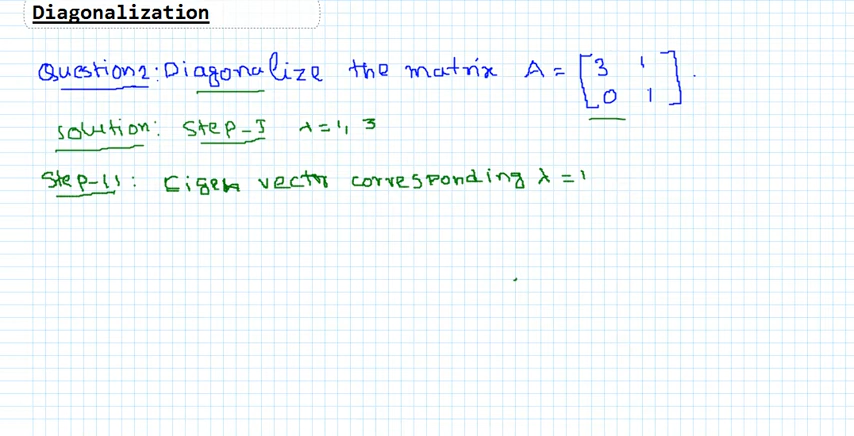 Diagonalization
Question2: Diagonalize the matrix A = [3 1
0 1].
Solution: Step-I λ = 1, 3
Step-II: Eigen vector corresponding λ = 1